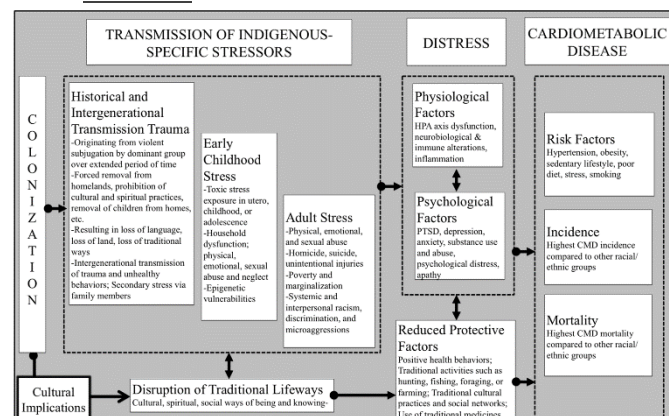 TRANSMISSION OF INDIGENOUS-
SPECIFIC STRESSORS
DISTRESS
CARDIOMETABOLIC
DISEASE
C
O
L
O
N
I
Z
A
T
I
O
N
Historical and
Intergenerational
Transmission Trauma
-Originating from violent
subjugation by dominant group
over extended period of time
-Forced removal from
homelands, prohibition of
cultural and spiritual practices,
removal of children from homes,
etc.
-Resulting in loss of language,
loss of land, loss of traditional
ways
-Intergenerational transmission
of trauma and unhealthy
behaviors; Secondary stress via
family members
Early
Childhood
Stress
-Toxic stress
exposure in utero,
childhood, or
adolescence
-Household
dysfunction;
physical,
emotional, sexual
abuse and neglect
-Epigenetic
vulnerabilities
Adult Stress
-Physical, emotional, and
sexual abuse
-Homicide, suicide,
unintentional injuries
-Poverty and
marginalization
-Systemic and
interpersonal racism,
discrimination, and
microaggressions
Physiological
Factors
HPA axis dysfunction,
neurobiological &
immune alterations,
inflammation
Psychological
Factors
PTSD, depression,
anxiety, substance use
and abuse,
psychological distress,
apathy
Risk Factors
Hypertension, obesity,
sedentary lifestyle, poor
diet, stress, smoking
Incidence
Highest CMD incidence
compared to other racial/
ethnic groups
Mortality
Highest CMD mortality
compared to other racial/
ethnic groups
Cultural
Implications
Disruption of Traditional Lifeways
Cultural, spiritual, social ways of being and knowing-
Reduced Protective
Factors
Positive health behaviors;
Traditional activities such as
hunting, fishing, foraging, or
farming; Traditional cultural
practices and social networks;
Use of traditional medicines